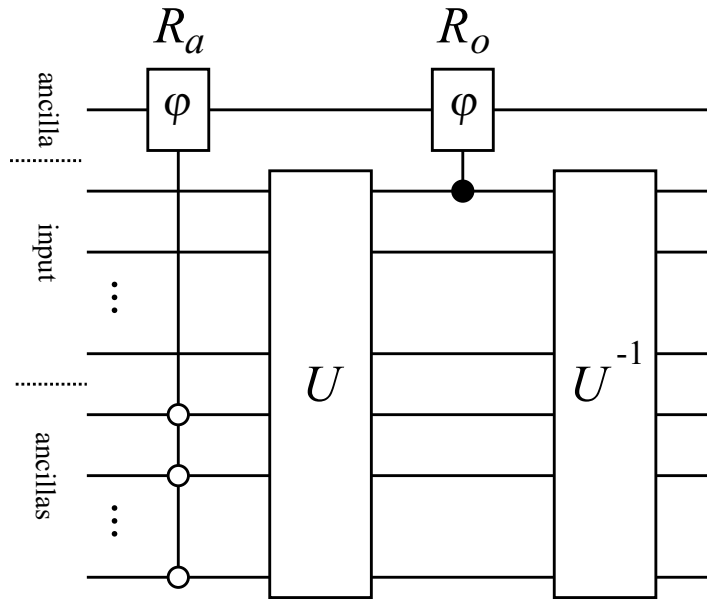 R_a R_o
ancilla
φ φ
input
⋮
U U^-1
ancillas
⋮